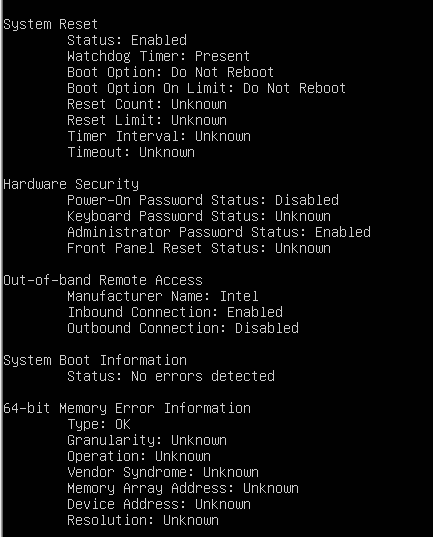 System Reset
Status: Enabled
Watchdog Timer: Present
Boot Option: Do Not Reboot
Boot Option On Limit: Do Not Reboot
Reset Count: Unknown
Reset Limit: Unknown
Timer Interval: Unknown
Timeout: Unknown
Hardware Security
Power-On Password Status: Disabled
Keyboard Password Status: Unknown
Administrator Password Status: Enabled
Front Panel Reset Status: Unknown
Out-of-band Remote Access
Manufacturer Name: Intel
Inbound Connection: Enabled
Outbound Connection: Disabled
System Boot Information
Status: No errors detected
64-bit Memory Error Information
Type: OK
Granularity: Unknown
Operation: Unknown
Vendor Syndrome: Unknown
Memory Array Address: Unknown
Device Address: Unknown
Resolution: Unknown